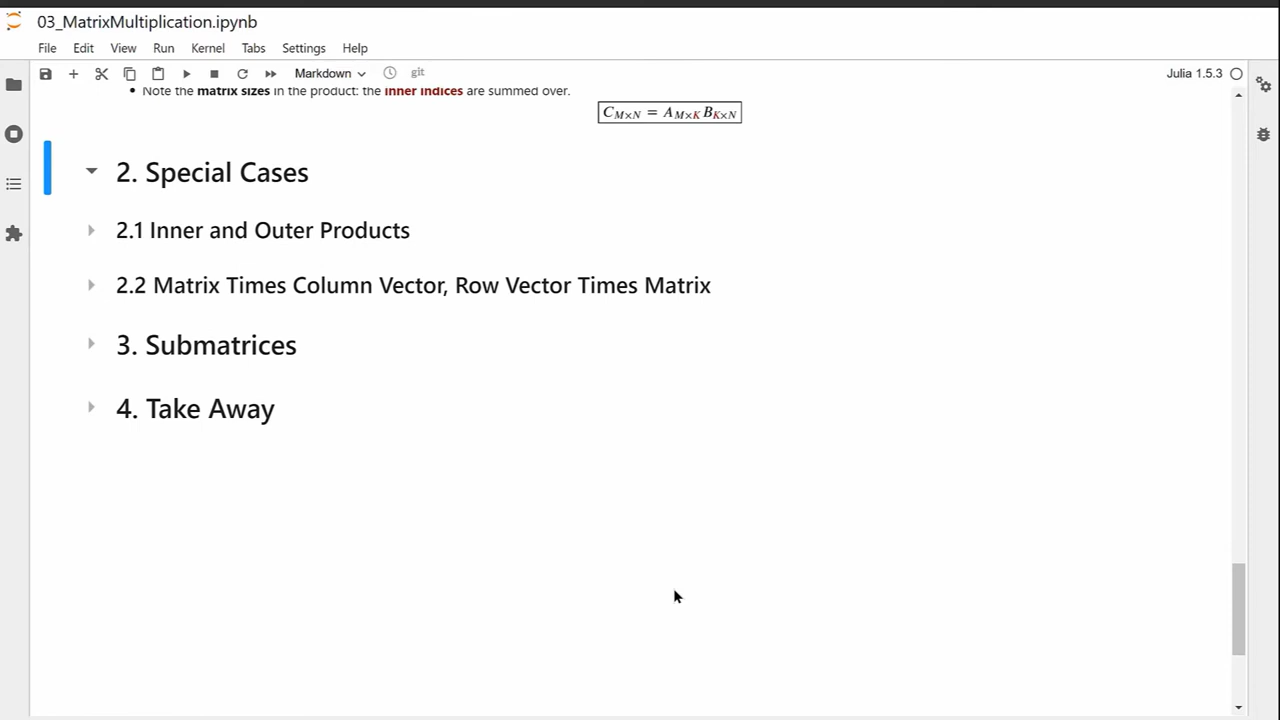 03_MatrixMultiplication.ipynb
File Edit View Run Kernel Tabs Settings Help
Markdown git Julia 1.5.3
• Note the matrix sizes in the product: the inner indices are summed over.
C_{M×N} = A_{M×K} B_{K×N}
2. Special Cases
2.1 Inner and Outer Products
2.2 Matrix Times Column Vector, Row Vector Times Matrix
3. Submatrices
4. Take Away